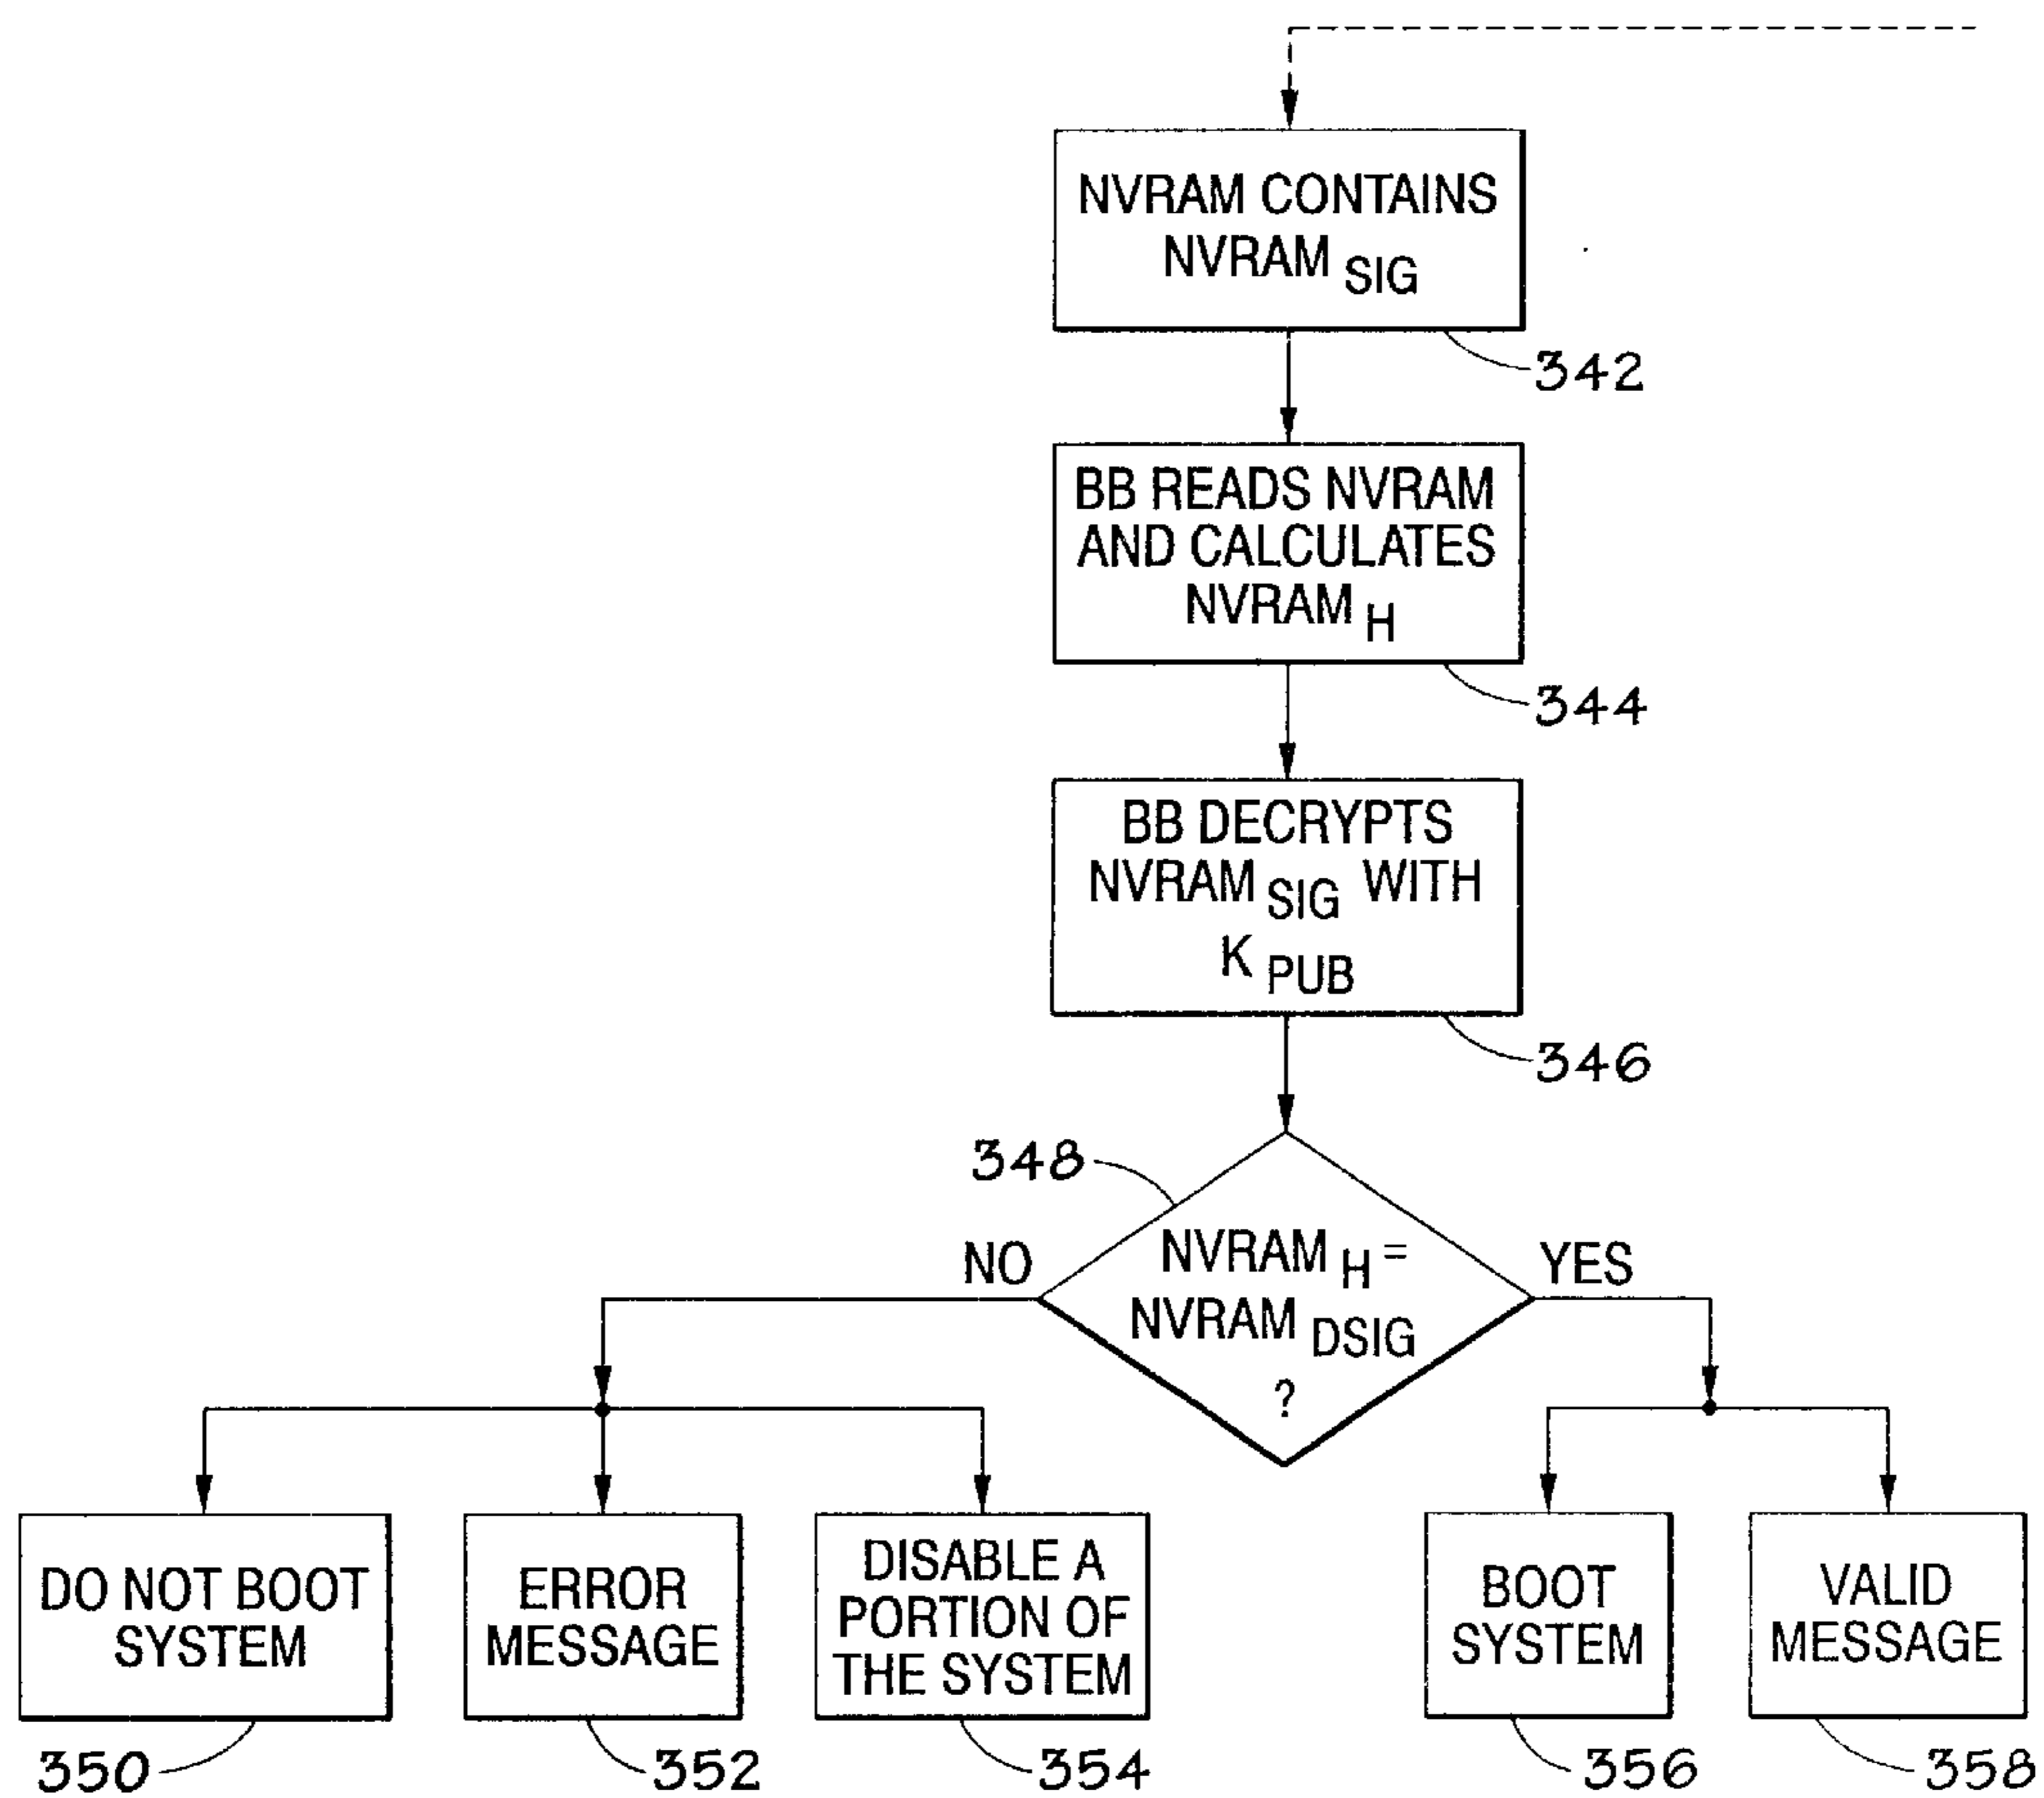 NVRAM CONTAINS
NVRAM SIG
342
BB READS NVRAM
AND CALCULATES
NVRAM H
344
BB DECRYPTS
NVRAM SIG WITH
K PUB
346
348
NO
NVRAM H =
NVRAM DSIG
?
YES
DO NOT BOOT
SYSTEM
350
ERROR
MESSAGE
352
DISABLE A
PORTION OF
THE SYSTEM
354
BOOT
SYSTEM
356
VALID
MESSAGE
358